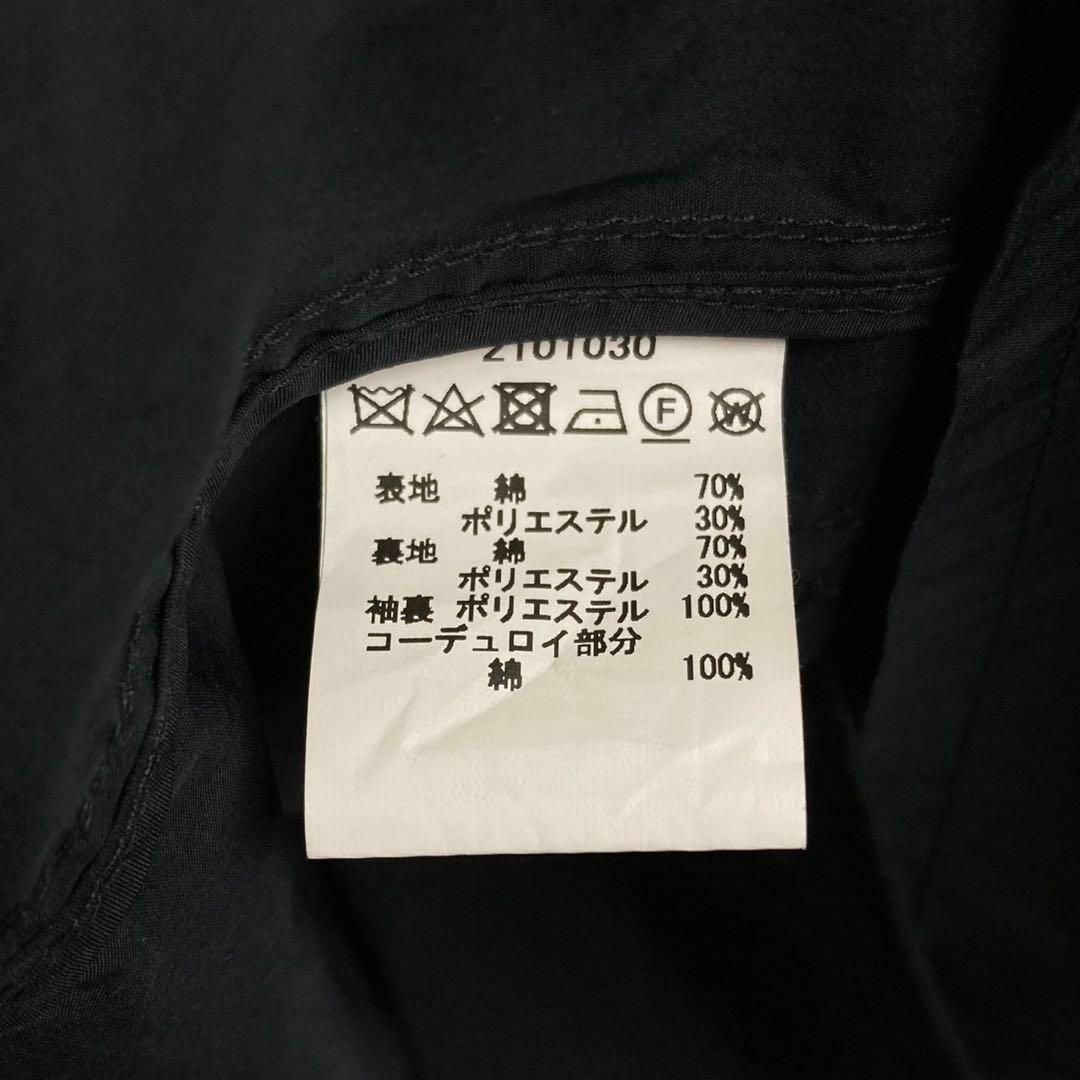 2101030
F W
表地 綿 70%
ポリエステル 30%
裏地 綿 70%
ポリエステル 30%
袖裏 ポリエステル 100%
コーデュロイ部分
綿 100%